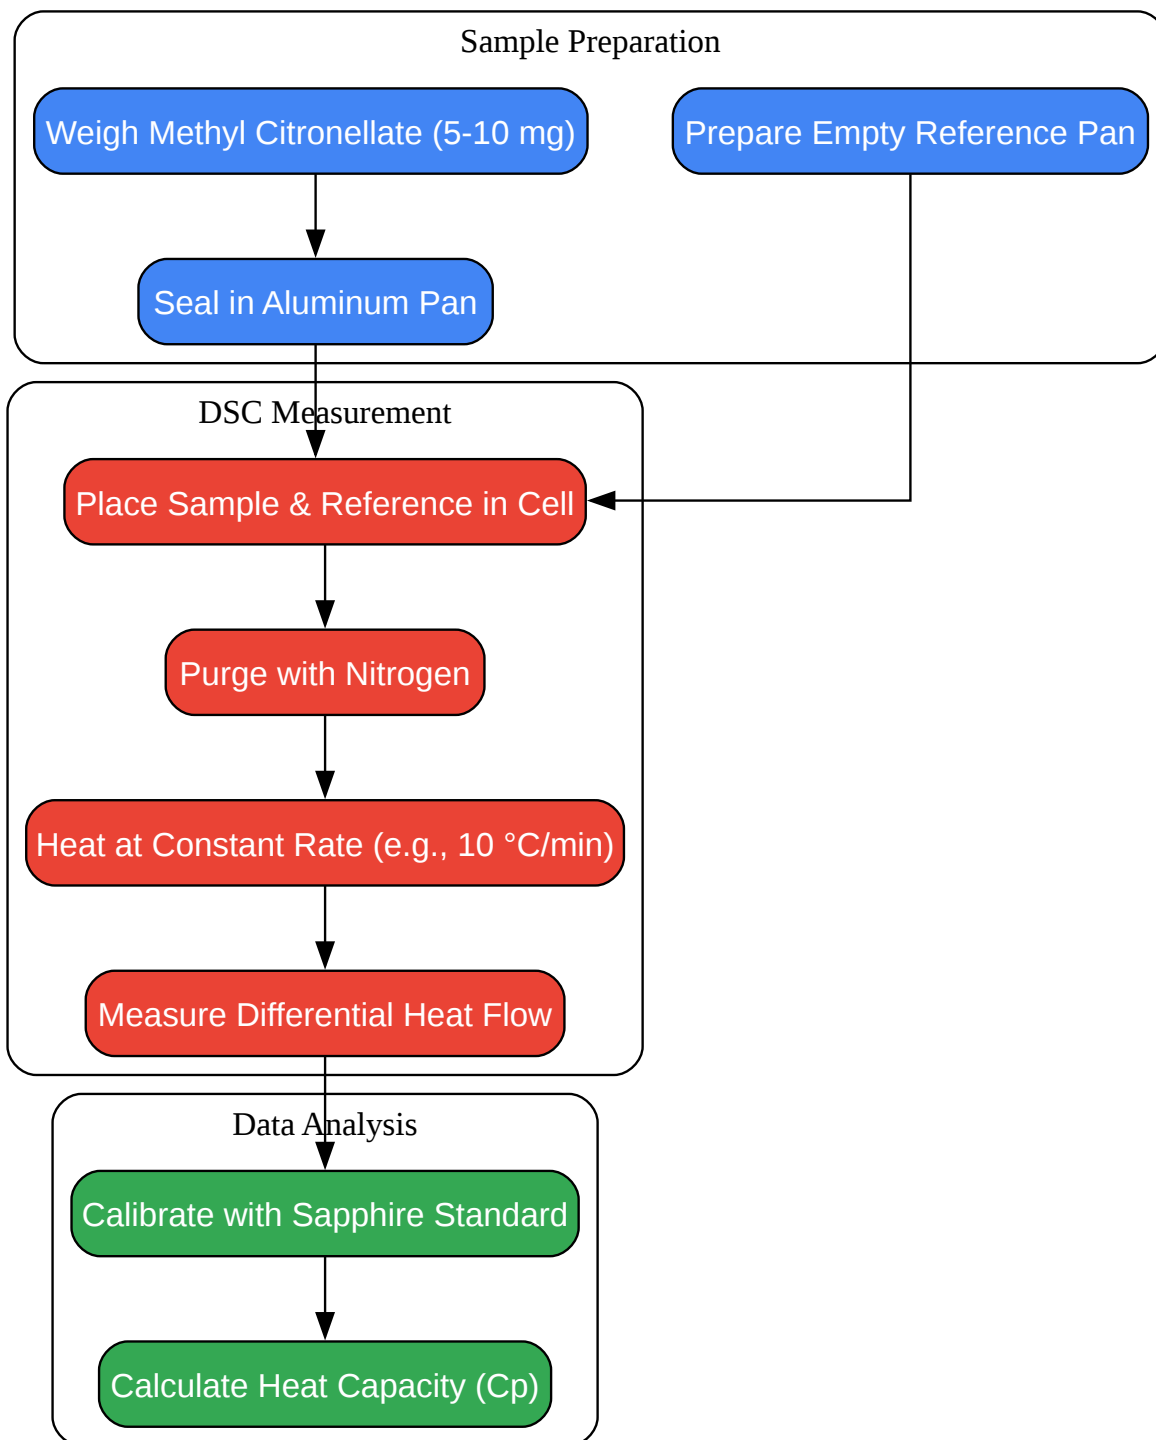 Sample Preparation
Weigh Methyl Citronellate (5-10 mg)
Prepare Empty Reference Pan
Seal in Aluminum Pan
DSC Measurement
Place Sample & Reference in Cell
Purge with Nitrogen
Heat at Constant Rate (e.g., 10 °C/min)
Measure Differential Heat Flow
Data Analysis
Calibrate with Sapphire Standard
Calculate Heat Capacity (Cp)